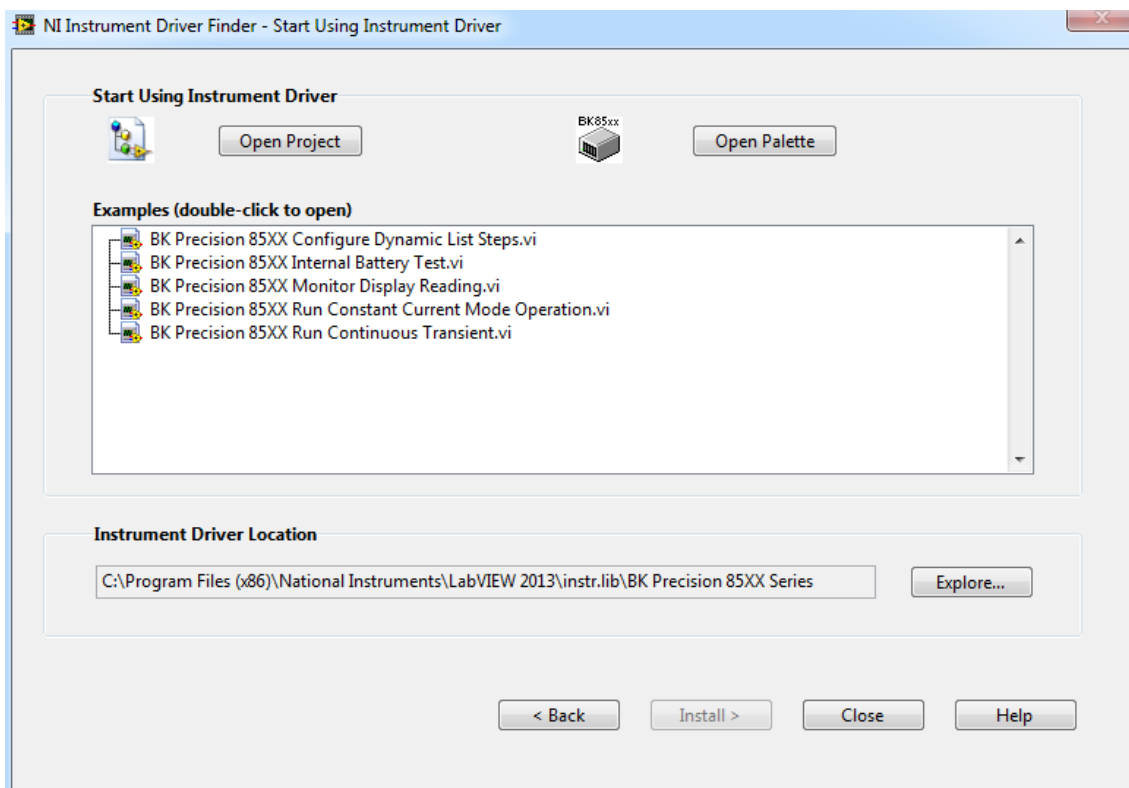 NI Instrument Driver Finder - Start Using Instrument Driver
Start Using Instrument Driver
Open Project
BK85xx
Open Palette
Examples (double-click to open)
BK Precision 85XX Configure Dynamic List Steps.vi
BK Precision 85XX Internal Battery Test.vi
BK Precision 85XX Monitor Display Reading.vi
BK Precision 85XX Run Constant Current Mode Operation.vi
BK Precision 85XX Run Continuous Transient.vi
Instrument Driver Location
C:\Program Files (x86)\National Instruments\LabVIEW 2013\instr.lib\BK Precision 85XX Series
Explore...
< Back
Install >
Close
Help